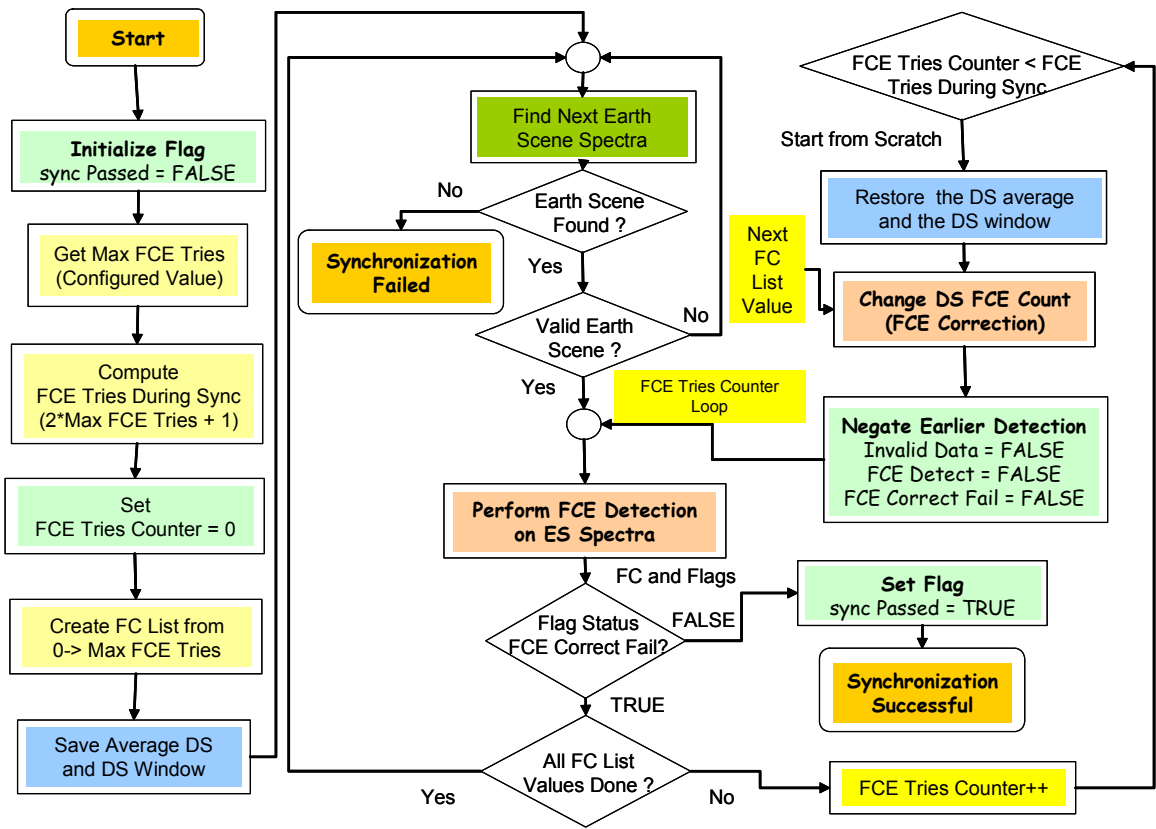 Start
Initialize Flag
sync Passed = FALSE
Get Max FCE Tries
(Configured Value)
Compute
FCE Tries During Sync
(2*Max FCE Tries + 1)
Set
FCE Tries Counter = 0
Create FC List from
0-> Max FCE Tries
Save Average DS
and DS Window
Find Next Earth
Scene Spectra
Earth Scene
Found ?
No
Synchronization
Failed
Yes
Valid Earth
Scene ?
No
Yes
FCE Tries Counter
Loop
Perform FCE Detection
on ES Spectra
FC and Flags
Flag Status
FCE Correct Fail?
FALSE
Set Flag
sync Passed = TRUE
Synchronization
Successful
TRUE
All FC List
Values Done ?
Yes
No
FCE Tries Counter++
FCE Tries Counter < FCE
Tries During Sync
Start from Scratch
Restore the DS average
and the DS window
Next
FC
List
Value
Change DS FCE Count
(FCE Correction)
Negate Earlier Detection
Invalid Data = FALSE
FCE Detect = FALSE
FCE Correct Fail = FALSE